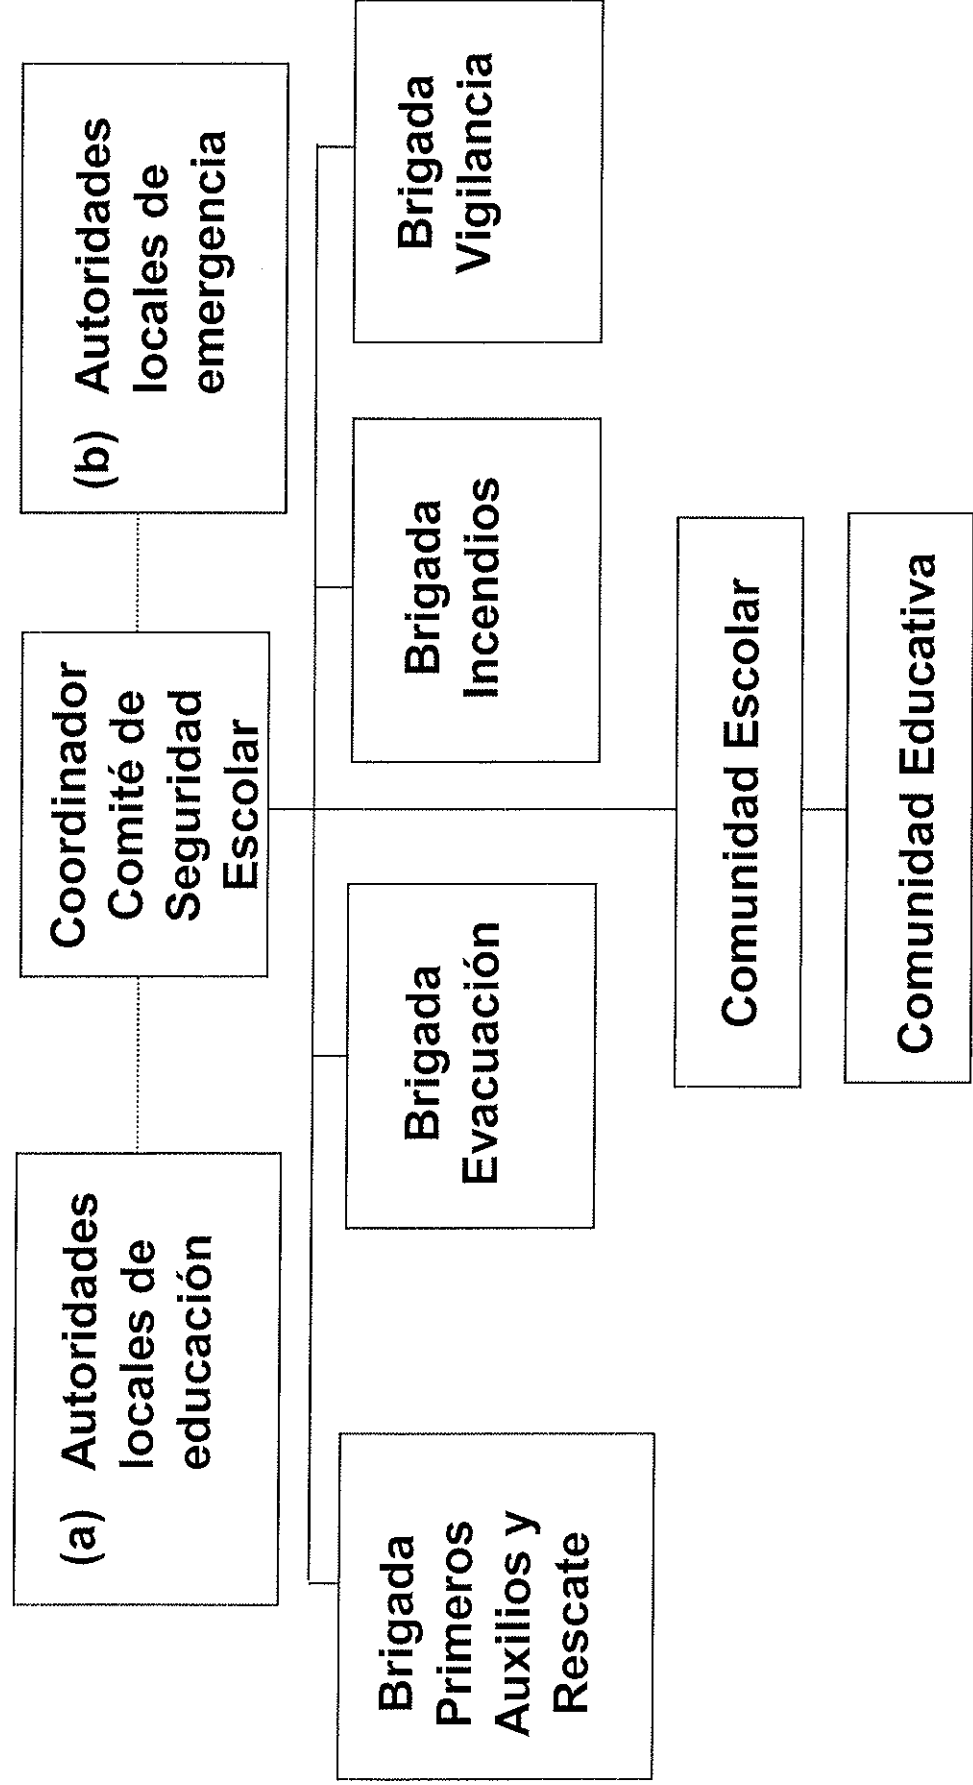 (a) Autoridades
locales de
educación
Coordinador
Comité de
Seguridad
Escolar
(b) Autoridades
locales de
emergencia
Brigada
Primeros
Auxilios y
Rescate
Brigada
Evacuación
Brigada
Incendios
Brigada
Vigilancia
Comunidad Escolar
Comunidad Educativa